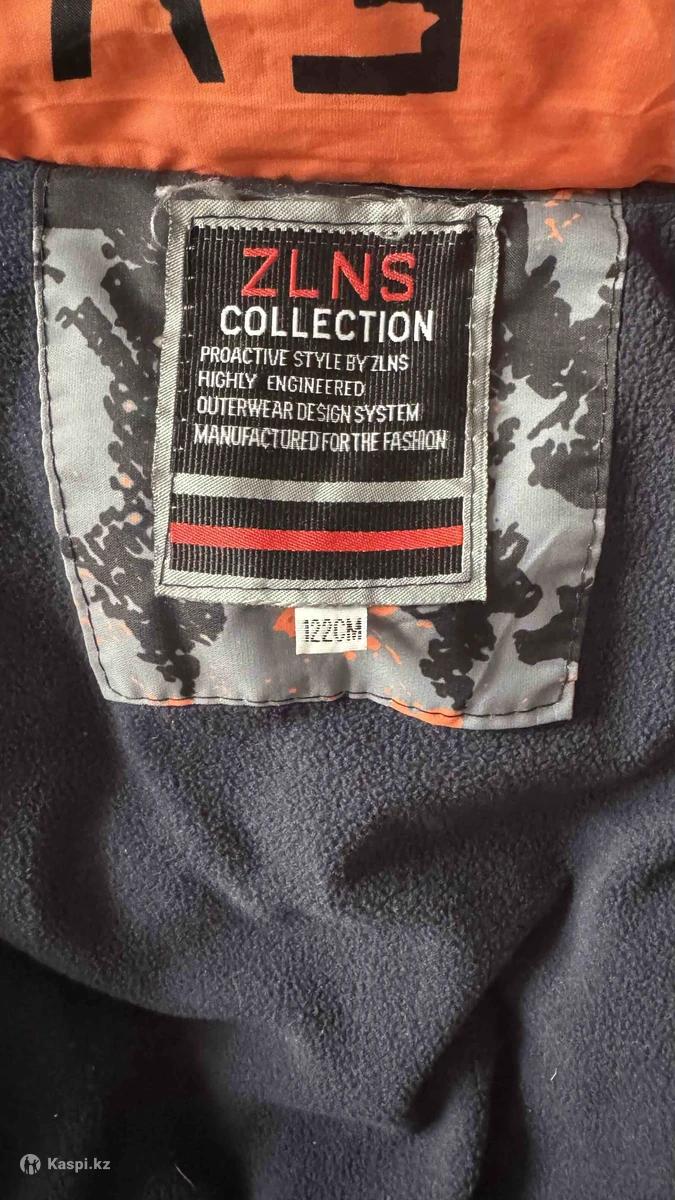 ZLNS
COLLECTION
PROACTIVE STYLE BY ZLNS
HIGHLY ENGINEERED
OUTERWEAR DESIGN SYSTEM
MANUFACTURED FOR THE FASHION
122CM
Kaspi.kz